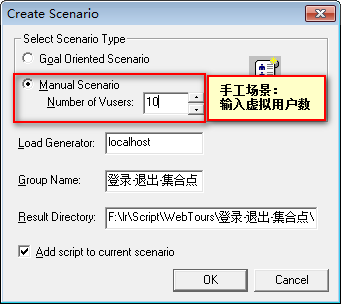 Create Scenario
Select Scenario Type
Goal Oriented Scenario
Manual Scenario
Number of Vusers: 10
手工场景：
输入虚拟用户数
Load Generator: localhost
Group Name: 登录-退出-集合点
Result Directory: F:\lr\Script\WebTours\登录-退出-集合点\
Add script to current scenario
OK Cancel